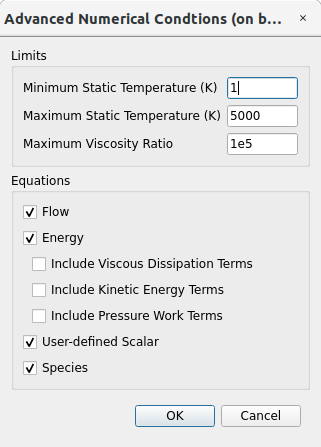 Advanced Numerical Condtions (on b... ×
Limits
Minimum Static Temperature (K) 1
Maximum Static Temperature (K) 5000
Maximum Viscosity Ratio 1e5
Equations
Flow
Energy
Include Viscous Dissipation Terms
Include Kinetic Energy Terms
Include Pressure Work Terms
User-defined Scalar
Species
OK Cancel